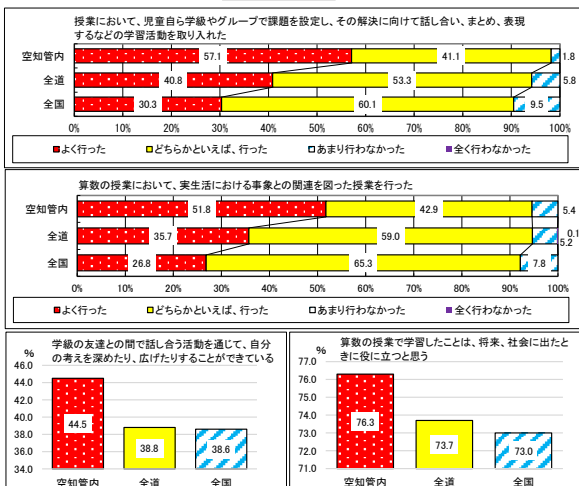 授業において、児童自ら学級やグループで課題を設定し、その解決に向けて話し合い、まとめ、表現
するなどの学習活動を取り入れた
空知管内 57.1 41.1 1.8
全道 40.8 53.3 5.8
全国 30.3 60.1 9.5
0% 10% 20% 30% 40% 50% 60% 70% 80% 90% 100%
よく行った どちらかといえば、行った あまり行わなかった 全く行わなかった
算数の授業において、実生活における事象との関連を図った授業を行った
空知管内 51.8 42.9 5.4
全道 35.7 59.0 5.2 0.1
全国 26.8 65.3 7.8
0% 10% 20% 30% 40% 50% 60% 70% 80% 90% 100%
よく行った どちらかといえば、行った あまり行わなかった 全く行わなかった
学級の友達との間で話し合う活動を通じて、自分
の考えを深めたり、広げたりすることができている
%
46.0
44.0
42.0
40.0
38.0
36.0
34.0
44.5 38.8 38.6
空知管内 全道 全国
算数の授業で学習したことは、将来、社会に出たと
きに役に立つと思う
%
77.0
76.0
75.0
74.0
73.0
72.0
71.0
76.3 73.7 73.0
空知管内 全道 全国